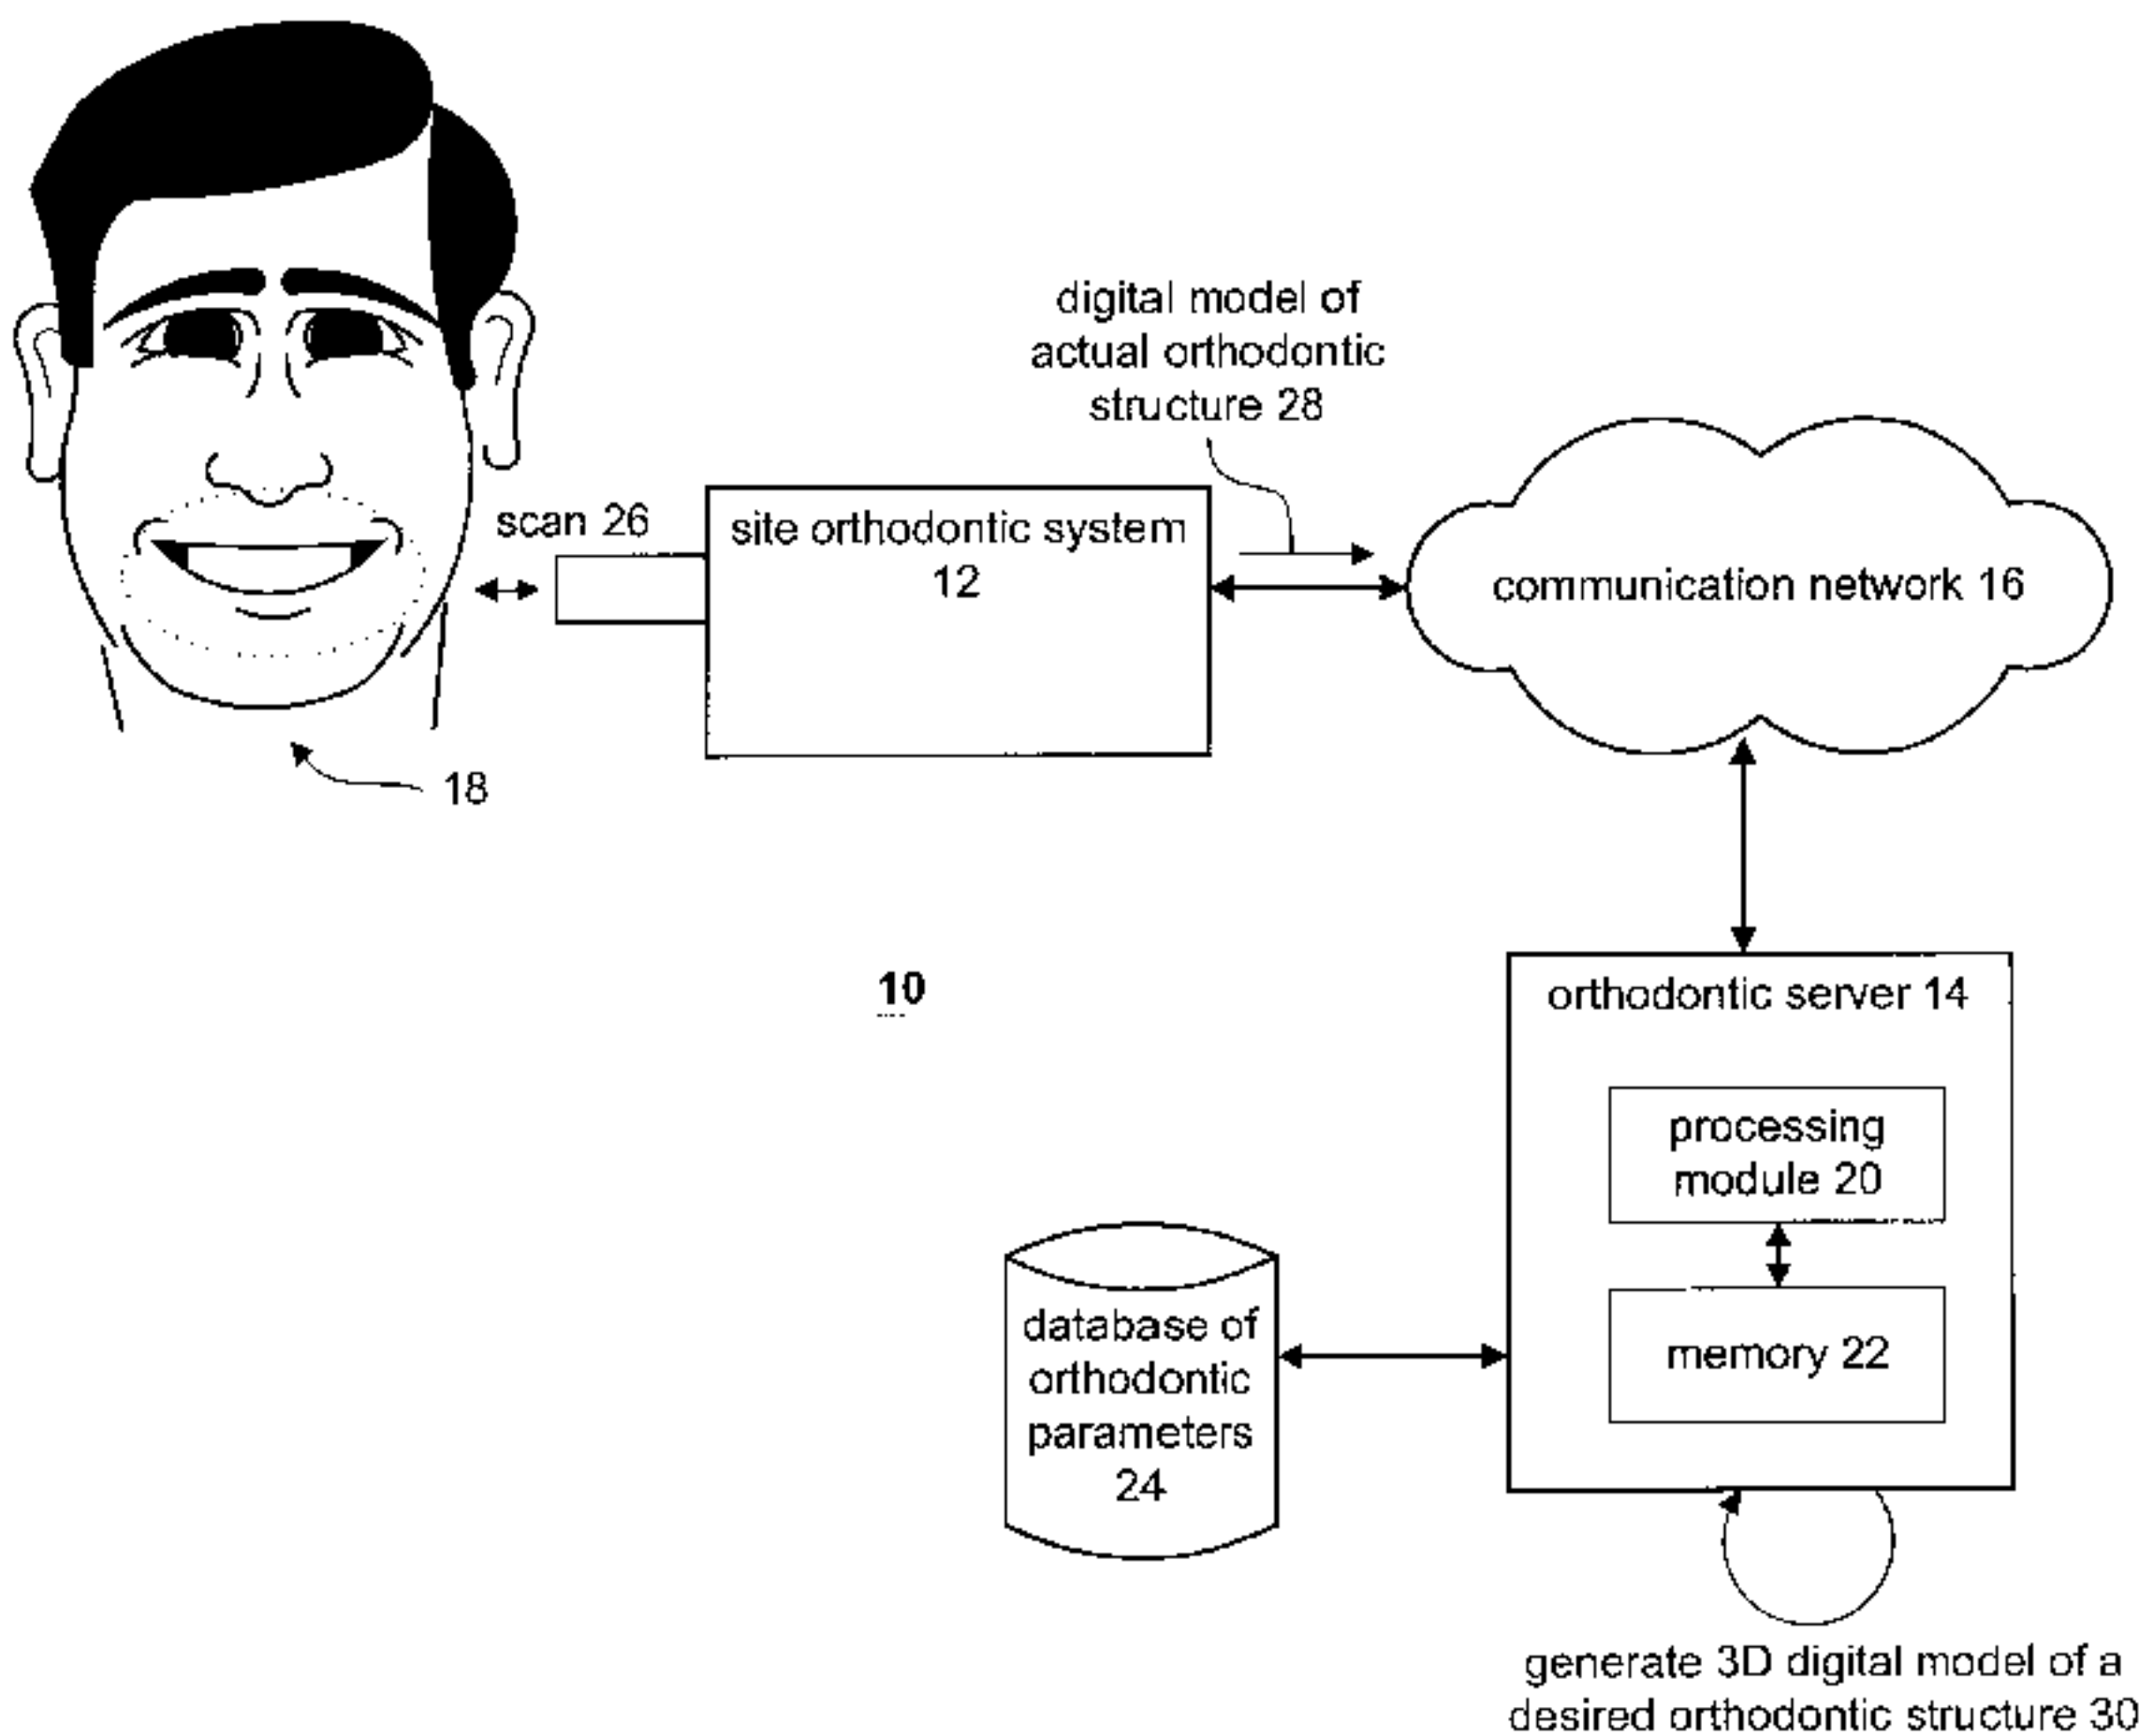 digital model of
actual orthodontic
structure 28
scan 26
site orthodontic system
12
communication network 16
18
10
orthodontic server 14
processing
module 20
memory 22
database of
orthodontic
parameters
24
generate 3D digital model of a
desired orthodontic structure 30